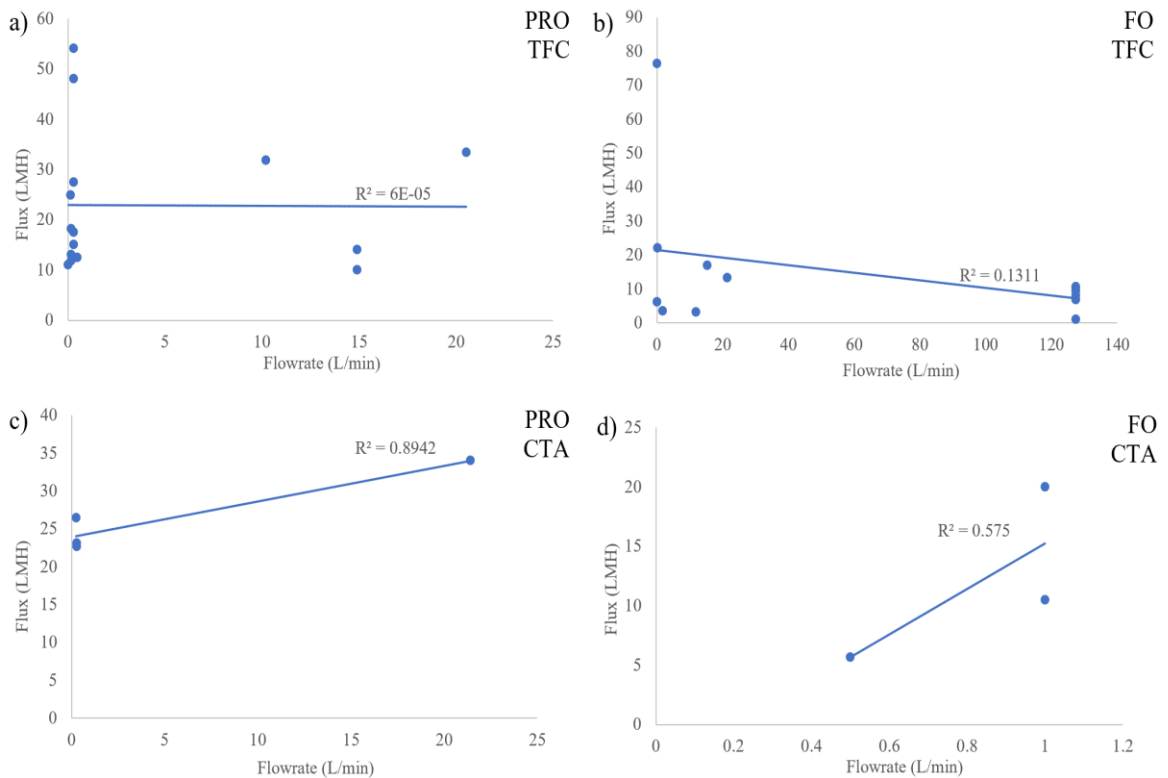 a)
PRO
TFC
60
50
40
30
20
10
0
Flux (LMH)
R² = 6E-05
0 5 10 15 20 25
Flowrate (L/min)
b)
FO
TFC
90
80
70
60
50
40
30
20
10
0
Flux (LMH)
R² = 0.1311
0 20 40 60 80 100 120 140
Flowrate (L/min)
c)
PRO
CTA
40
35
30
25
20
15
10
5
0
Flux (LMH)
R² = 0.8942
0 5 10 15 20 25
Flowrate (L/min)
d)
FO
CTA
25
20
15
10
5
0
Flux (LMH)
R² = 0.575
0 0.2 0.4 0.6 0.8 1 1.2
Flowrate (L/min)